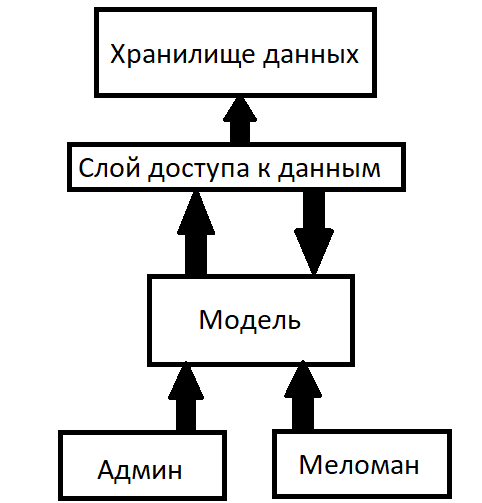 Хранилище данных
Слой доступа к данным
Модель
Админ
Меломан